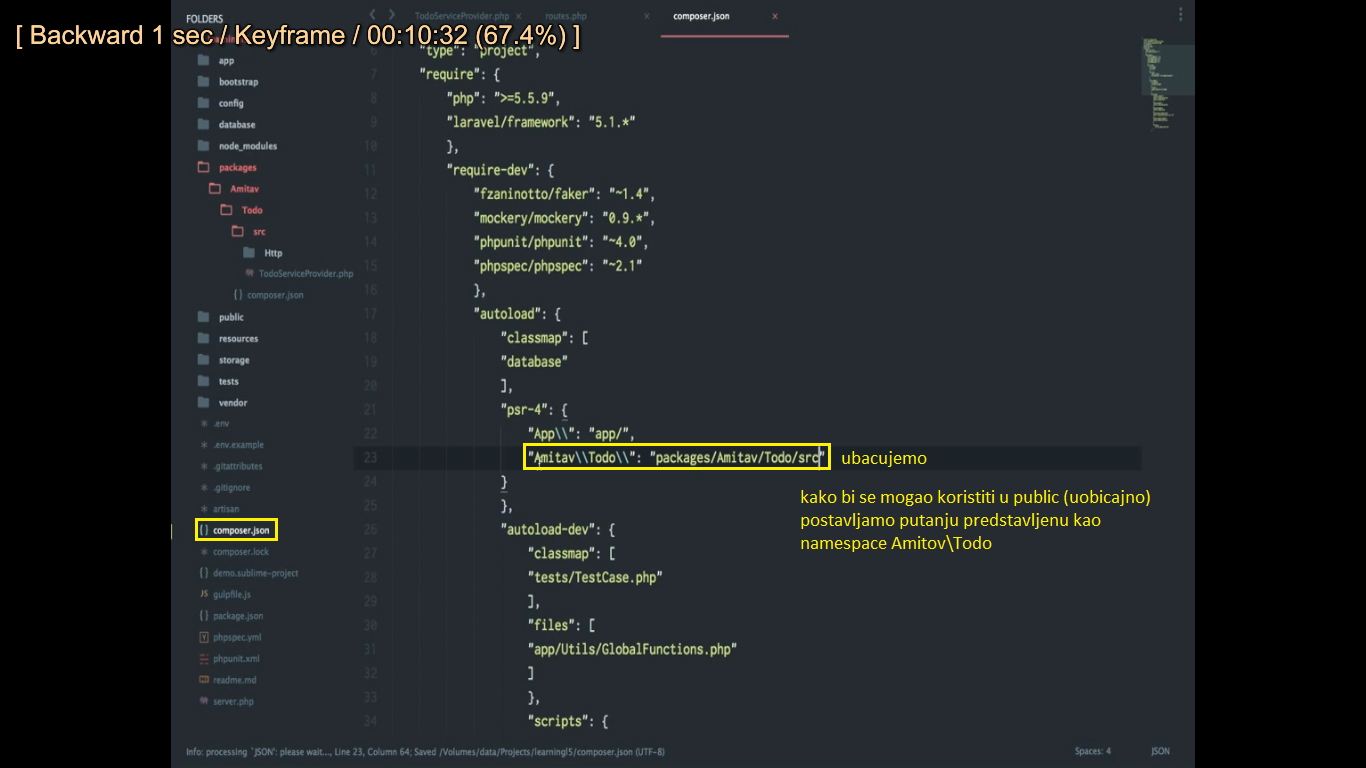 FOLDERS
TodoServiceProvider.php ×
routes.php ×
composer.json ×
[ Backward 1 sec / Keyframe / 00:10:32 (67.4%) ]
app
bootstrap
config
database
node_modules
packages
Amitav
Todo
src
Http
TodoServiceProvider.php
{} composer.json
public
resources
storage
tests
vendor
* .env
* .env.example
* .gitattributes
* .gitignore
* artisan
{} composer.json
* composer.lock
{} demo.sublime-project
JS gulpfile.js
{} package.json
phpspec.yml
phpunit.xml
readme.md
server.php
6 "type": "project",
7 "require": {
8 "php": ">=5.5.9",
9 "laravel/framework": "5.1.*"
10 },
11 "require-dev": {
12 "fzaninotto/faker": "~1.4",
13 "mockery/mockery": "0.9.*",
14 "phpunit/phpunit": "~4.0",
15 "phpspec/phpspec": "~2.1"
16 },
17 "autoload": {
18 "classmap": [
19 "database"
20 ],
21 "psr-4": {
22 "App\\": "app/",
23 "Amitav\\Todo\\": "packages/Amitav/Todo/src"
24 }
25 },
26 "autoload-dev": {
27 "classmap": [
28 "tests/TestCase.php"
29 ],
30 "files": [
31 "app/Utils/GlobalFunctions.php"
32 ]
33 },
34 "scripts": {
ubacujemo
kako bi se mogao koristiti u public (uobicajno)
postavljamo putanju predstavljenu kao
namespace Amitov\Todo
Info: processing `JSON`: please wait..., Line 23, Column 64; Saved /Volumes/data/Projects/learningl5/composer.json (UTF-8)
Spaces: 4
JSON